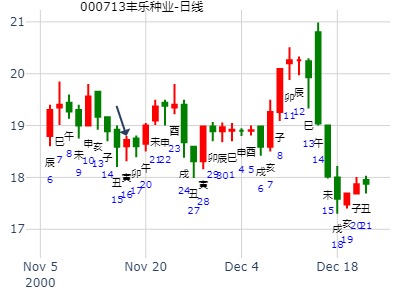 000713丰乐种业-日线
21
20
19
18
17
辰 巳 午 未 申 亥 子 丑 寅 卯 午 未 申 酉 戌 丑 寅 卯 辰 巳 申 酉 戌 亥 子 卯 辰 巳 午 未 戌 亥 子 丑
6 7 8 9 10 13 14 15 16 17 20 21 22 23 24 27 28 29 30 1 4 5 6 7 8 11 12 13 14 15 18 19 20 21
Nov 5 Nov 20 Dec 4 Dec 18
2000